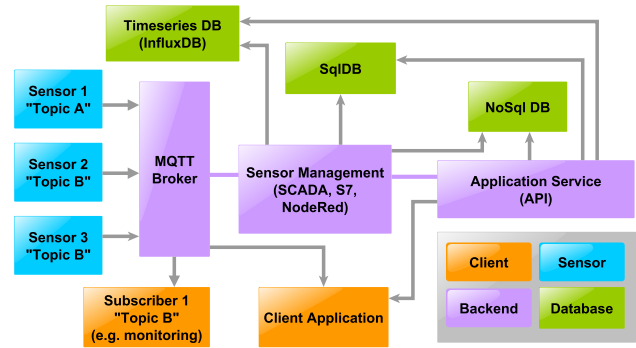 Timeseries DB
(InfluxDB)
SqlDB
NoSql DB
Sensor 1
"Topic A"
Sensor 2
"Topic B"
Sensor 3
"Topic B"
MQTT
Broker
Sensor Management
(SCADA, S7,
NodeRed)
Application Service
(API)
Subscriber 1
"Topic B"
(e.g. monitoring)
Client Application
Client
Sensor
Backend
Database